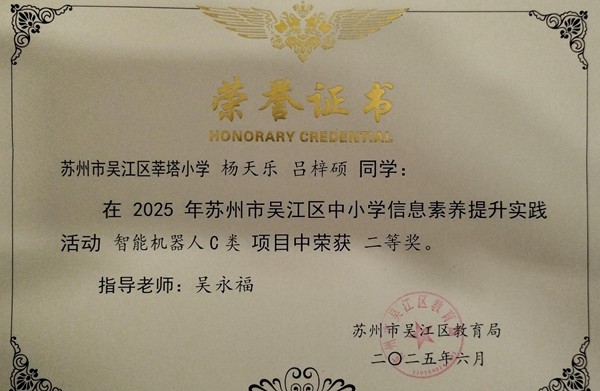 荣誉证书
HONORARY CREDENTIAL
苏州市吴江区莘塔小学 杨天乐 吕梓硕 同学：
在 2025 年苏州市吴江区中小学信息素养提升实践
活动 智能机器人C类 项目中荣获 二等奖。
指导老师：吴永福
苏州市吴江区教育局
二〇二五年六月